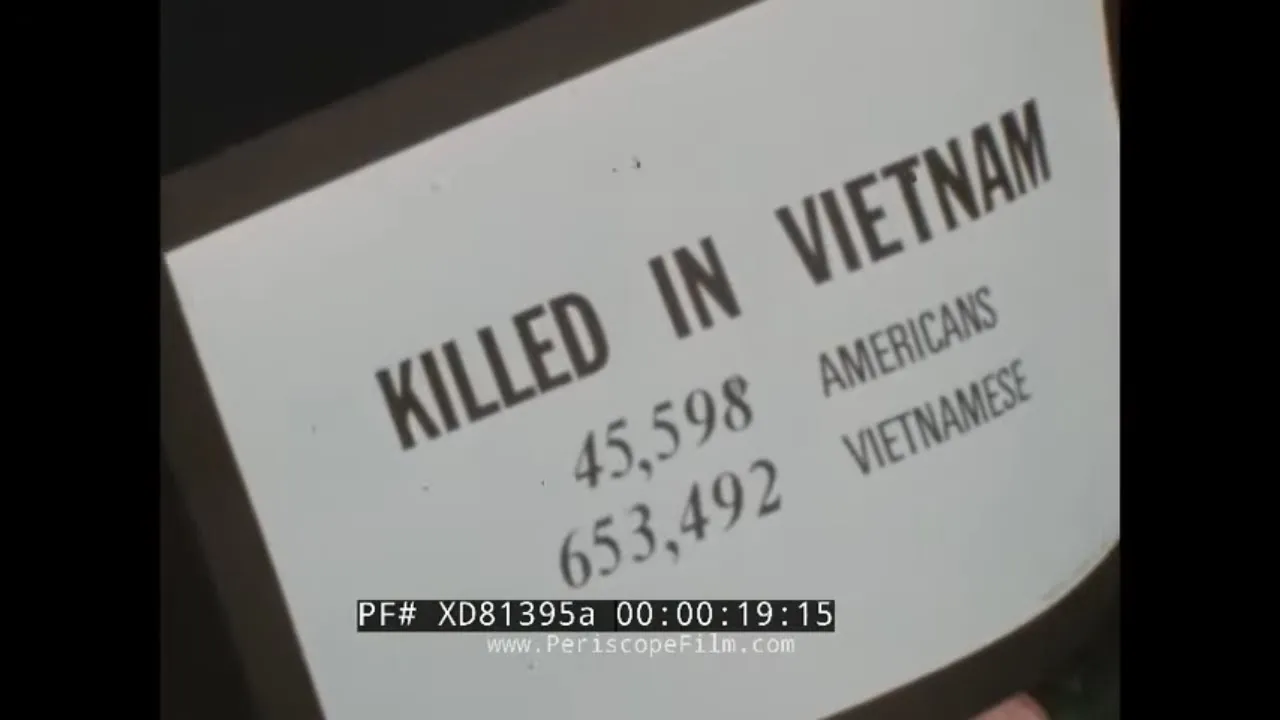 KILLED IN VIETNAM
45,598 AMERICANS
653,492 VIETNAMESE
PF# XD81395a 00:00:19:15
www.PeriscopeFilm.com